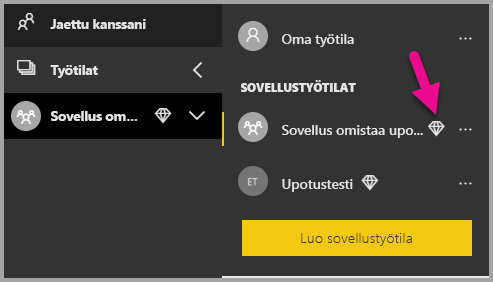 Jaettu kanssani
Työtilat
Sovellus om...
Oma työtila
SOVELLUSTYÖTILAT
Sovellus omistaa upo...
ET
Upotustesti
Luo sovellustyötila